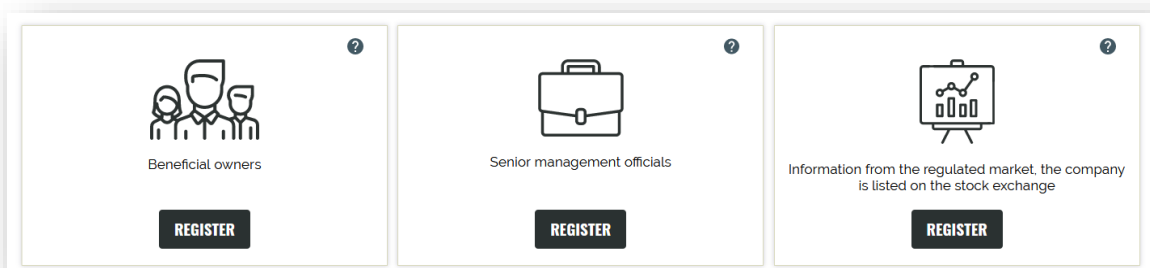 ?
Beneficial owners
REGISTER
?
Senior management officials
REGISTER
?
Information from the regulated market, the company
is listed on the stock exchange
REGISTER